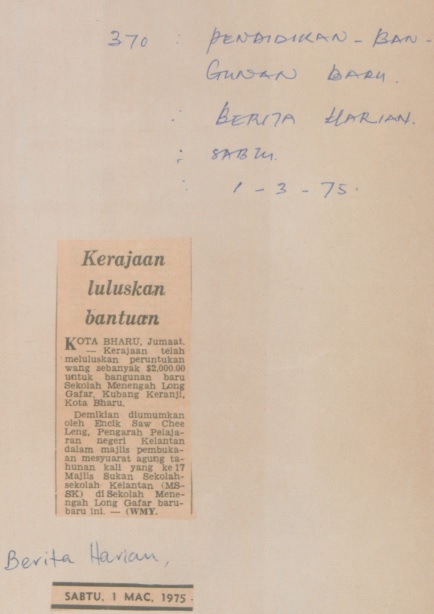 370 : PENDIDIKAN - BAN-
GUNAN BARU.
: BERITA HARIAN.
: SABTU.
: 1 - 3 - 75.
Kerajaan
luluskan
bantuan
KOTA BHARU, Jumaat.
— Kerajaan telah
meluluskan peruntukan
wang sebanyak $2,000.00
untuk bangunan baru
Sekolah Menengah Long
Gafar, Kubang Keranji,
Kota Bharu.
Demikian diumumkan
oleh Encik Saw Chee
Leng, Pengarah Pelaja-
ran negeri Kelantan
dalam majlis pembuka-
an mesyuarat agung ta-
hunan kali yang ke 17
Majlis Sukan Sekolah-
sekolah Kelantan (MS-
SK) di Sekolah Mene-
ngah Long Gafar baru-
baru ini. — (WMY.
Berita Harian,
SABTU, 1 MAC, 1975